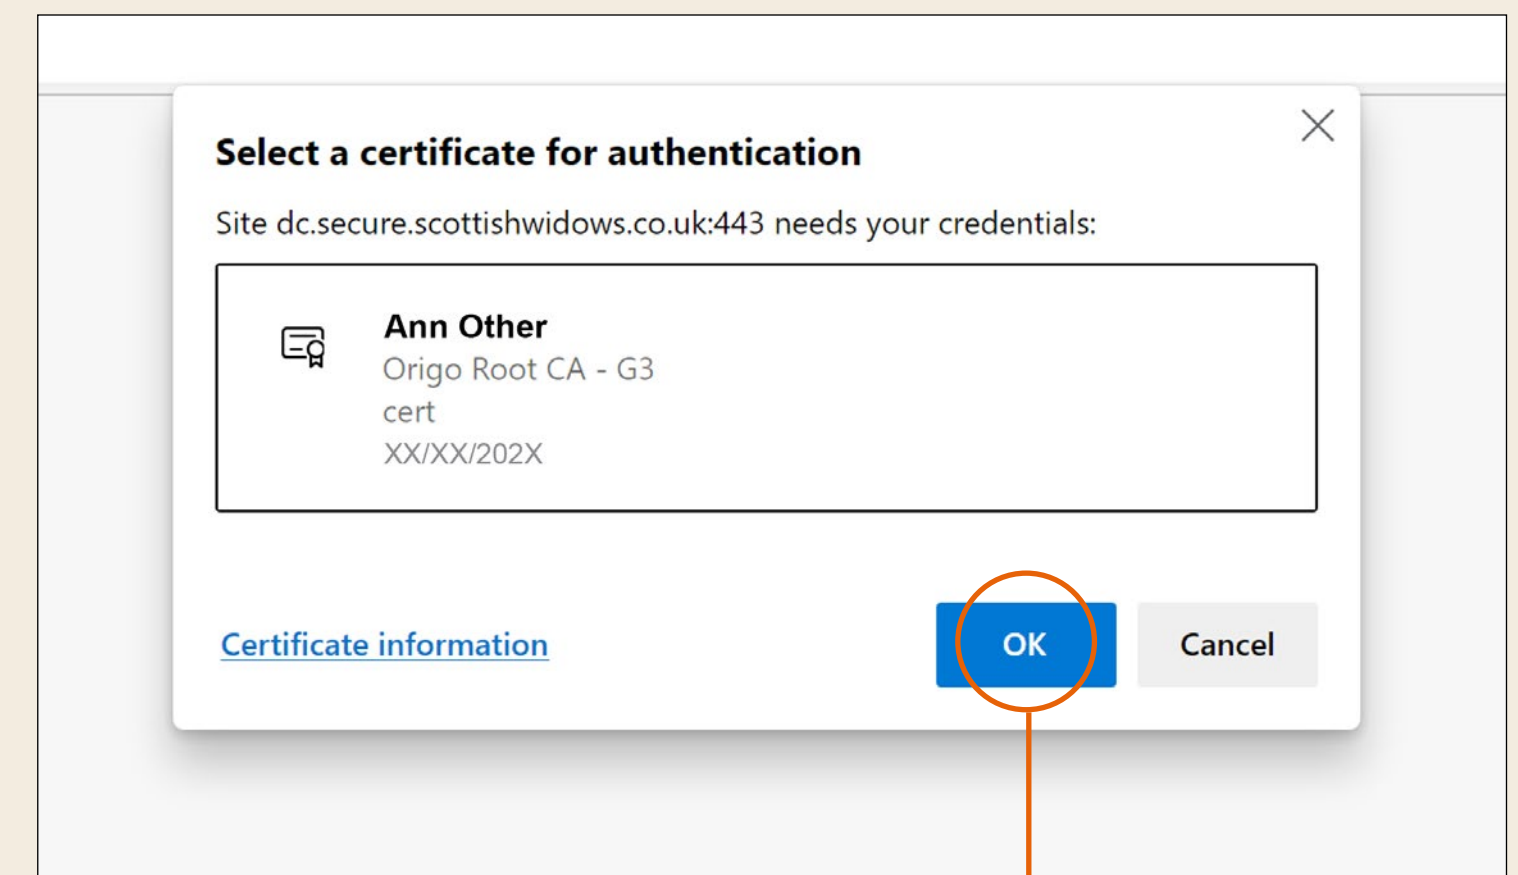 Select a certificate for authentication
Site dc.secure.scottishwidows.co.uk:443 needs your credentials:
Ann Other
Origo Root CA - G3
cert
XX/XX/202X
Certificate information
OK
Cancel